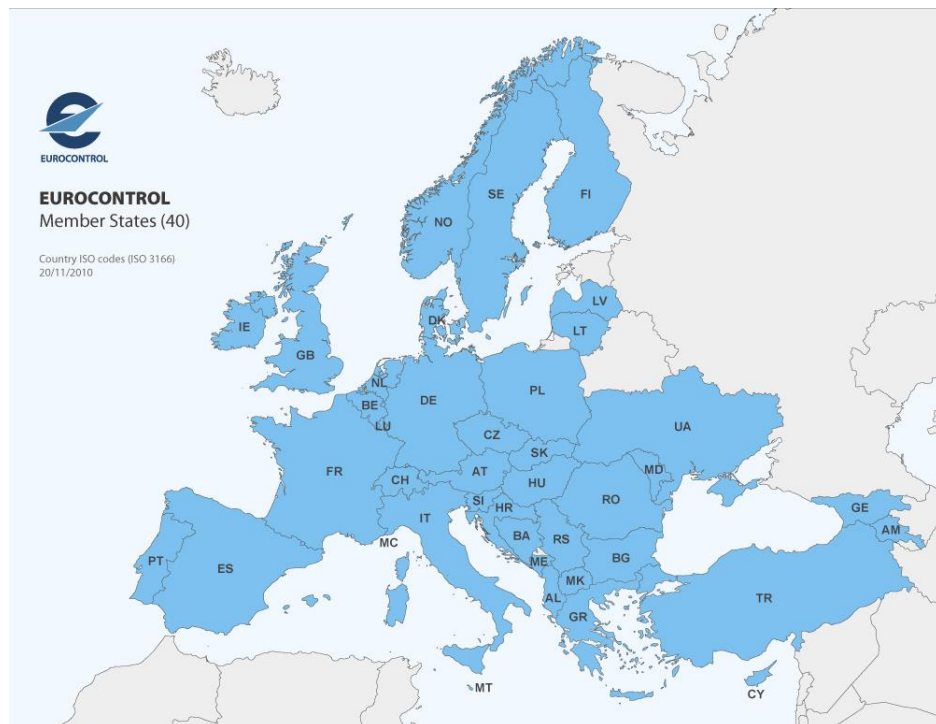 EUROCONTROL
EUROCONTROL
Member States (40)
Country ISO codes (ISO 3166)
20/11/2010
NO
SE
FI
LV
LT
DK
IE
GB
NL
BE
LU
DE
PL
CZ
SK
UA
MD
FR
CH
AT
HU
RO
SI
HR
IT
BA
RS
ME
BG
MK
AL
GR
MC
PT
ES
GE
AM
TR
MT
CY